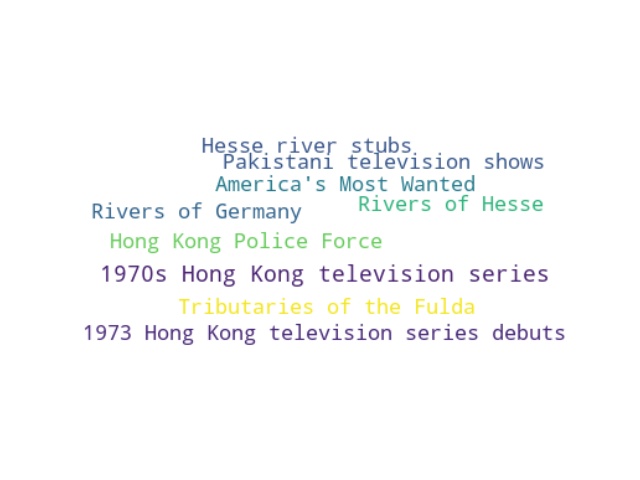 Hesse river stubs
Pakistani television shows
America's Most Wanted
Rivers of Hesse
Rivers of Germany
Hong Kong Police Force
1970s Hong Kong television series
Tributaries of the Fulda
1973 Hong Kong television series debuts